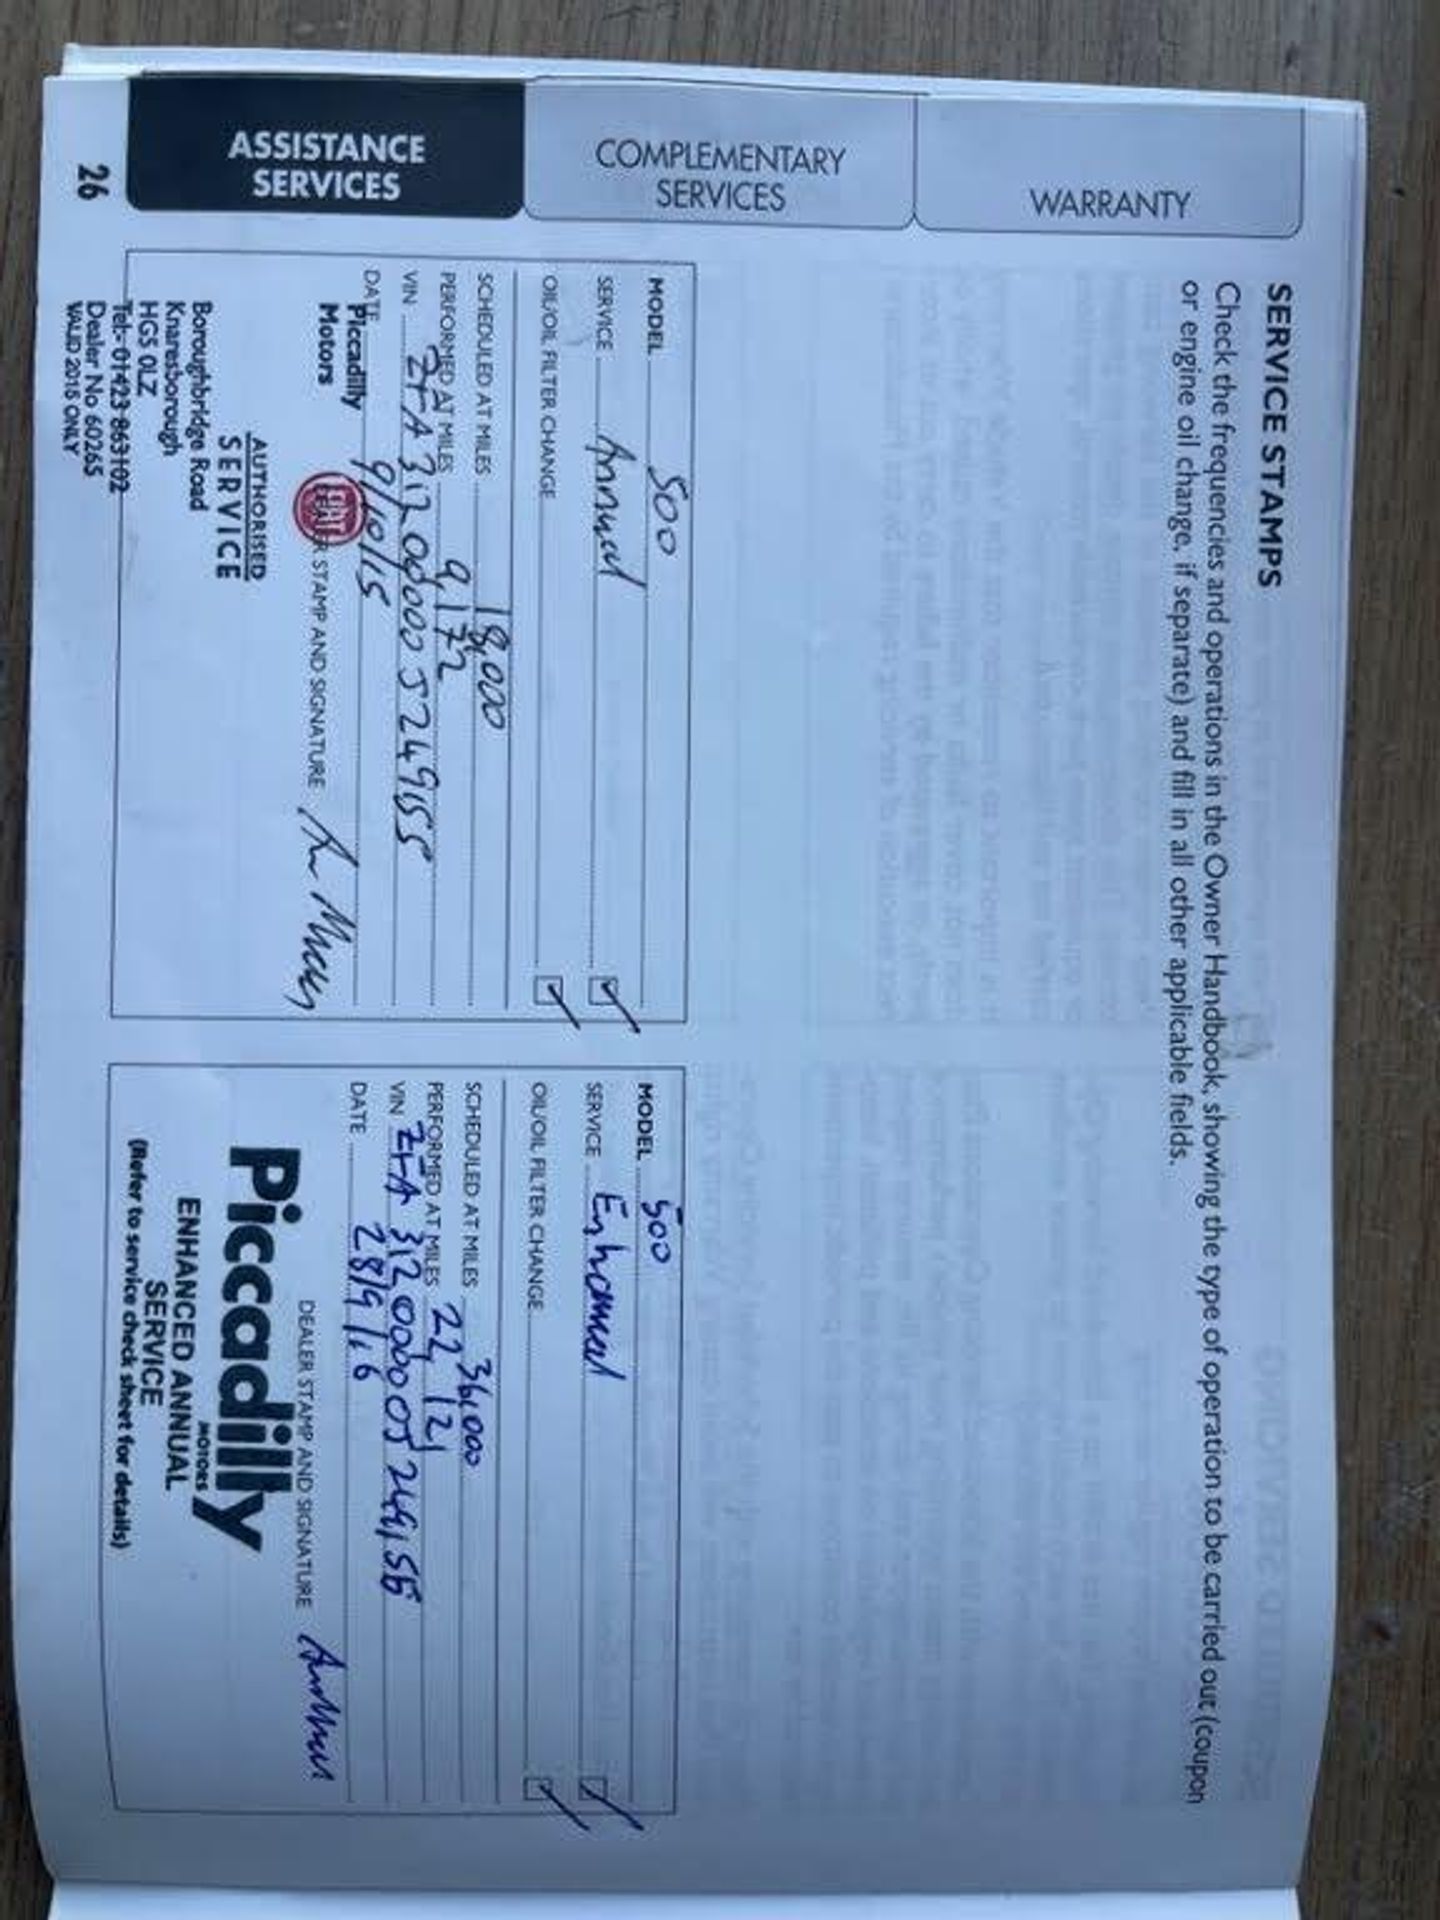 SERVICE STAMPS
Check the frequencies and operations in the Owner Handbook, showing the type of operation to be carried out (coupon
or engine oil change, if separate) and fill in all other applicable fields.
WARRANTY
COMPLEMENTARY
SERVICES
ASSISTANCE
SERVICES
26
MODEL 500
SERVICE Annual
OIL/OIL FILTER CHANGE
SCHEDULED AT MILES 18,000
PERFORMED AT MILES 9,172
VIN ZFA 312 00000 5249155
DATE 9/10/15
DEALER STAMP AND SIGNATURE
Piccadilly
Motors
FIAT
AUTHORISED
SERVICE
Boroughbridge Road
Knaresborough
HG5 0LZ
Tel:- 01423 863102
Dealer No 60265
VALID 2015 ONLY
MODEL 500
SERVICE Enhanced
OIL/OIL FILTER CHANGE
SCHEDULED AT MILES 36,000
PERFORMED AT MILES 22,121
VIN ZFA 312 00000 5249155
DATE 28/9/16
DEALER STAMP AND SIGNATURE
Piccadilly
MOTORS
ENHANCED ANNUAL
SERVICE
(Refer to service check sheet for details)